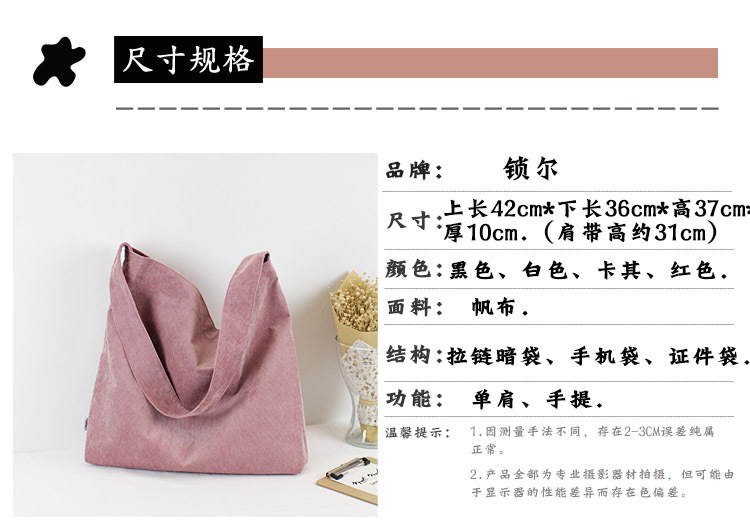 尺寸规格
品牌： 锁尔
尺寸：上长42cm*下长36cm*高37cm*
厚10cm.（肩带高约31cm）
颜色：黑色、白色、卡其、红色.
面料： 帆布.
结构：拉链暗袋、手机袋、证件袋.
功能： 单肩、手提.
温馨提示： 1.因测量手法不同，存在2-3CM误差纯属
正常。
2.产品全部为专业摄影器材拍摄，但可能由
于显示器的性能差异而存在色偏差。